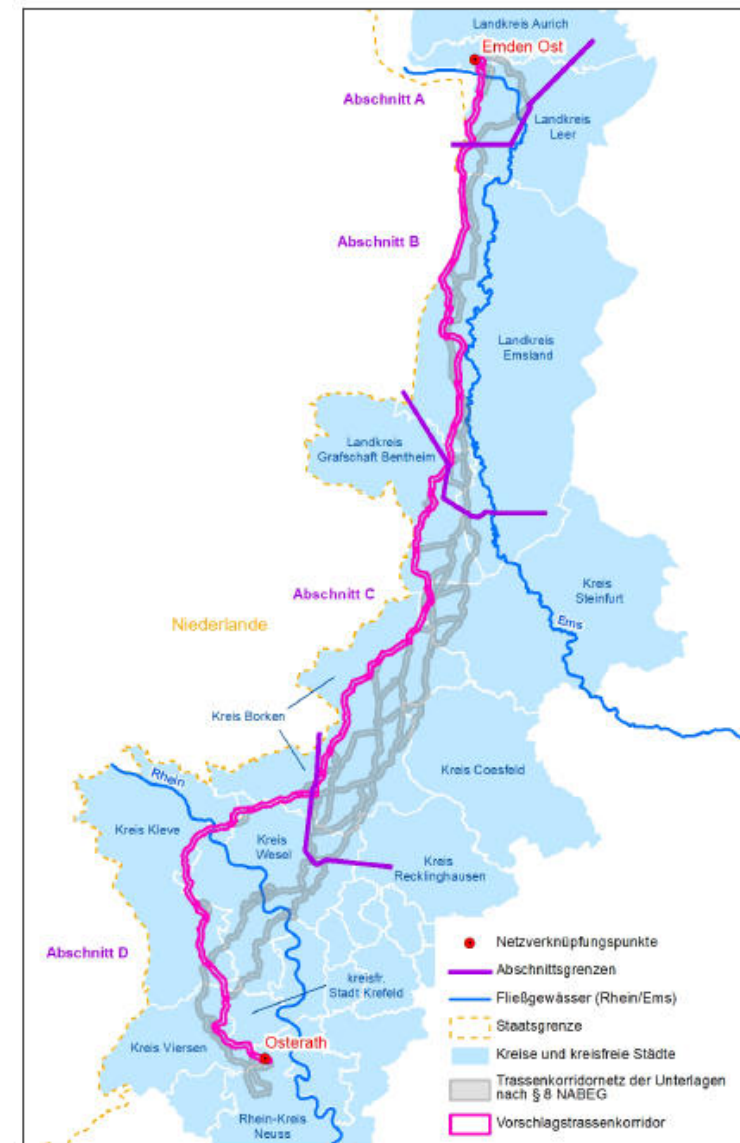 Landkreis Aurich
Emden Ost
Abschnitt A
Landkreis
Leer
Abschnitt B
Landkreis
Emsland
Landkreis
Grafschaft Bentheim
Abschnitt C
Kreis
Steinfurt
Niederlande
Ems
Kreis Borken
Rhein
Kreis Coesfeld
Kreis Kleve
Kreis
Wesel
Kreis
Recklinghausen
Abschnitt D
kreisfr.
Stadt Krefeld
Osterath
Kreis Viersen
Rhein-Kreis
Neuss
Netzverknüpfungspunkte
Abschnittsgrenzen
Fließgewässer (Rhein/Ems)
Staatsgrenze
Kreise und kreisfreie Städte
Trassenkorridornetz der Unterlagen
nach § 8 NABEG
Vorschlagstrassenkorridor